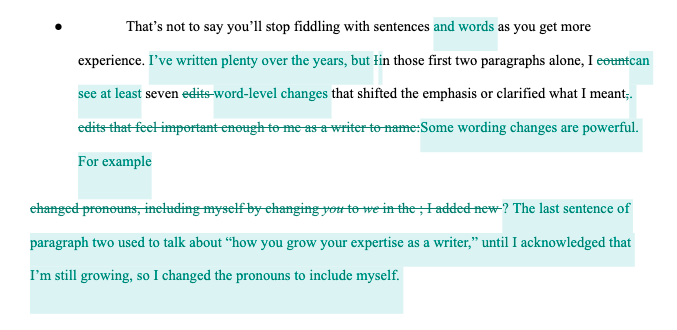 ● That’s not to say you’ll stop fiddling with sentences and words as you get more
experience. I’ve written plenty over the years, but Iin those first two paragraphs alone, I countcan
see at least seven edits word-level changes that shifted the emphasis or clarified what I meant,.
edits that feel important enough to me as a writer to name:Some wording changes are powerful.
For example
changed pronouns, including myself by changing you to we in the ; I added new ? The last sentence of
paragraph two used to talk about “how you grow your expertise as a writer,” until I acknowledged that
I’m still growing, so I changed the pronouns to include myself.